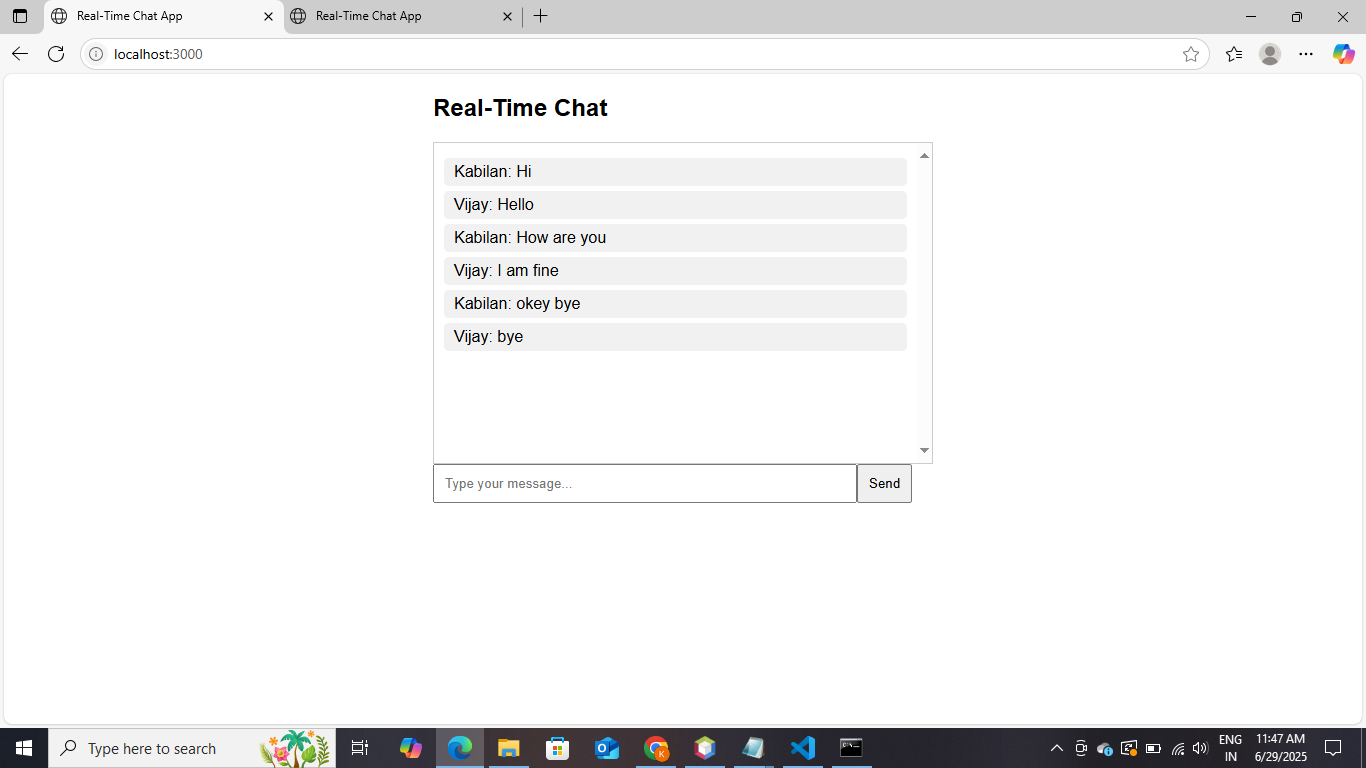 Real-Time Chat App
Real-Time Chat App
localhost:3000
Real-Time Chat
Kabilan: Hi
Vijay: Hello
Kabilan: How are you
Vijay: I am fine
Kabilan: okey bye
Vijay: bye
Type your message...
Send
Type here to search
K
ENG
IN
11:47 AM
6/29/2025